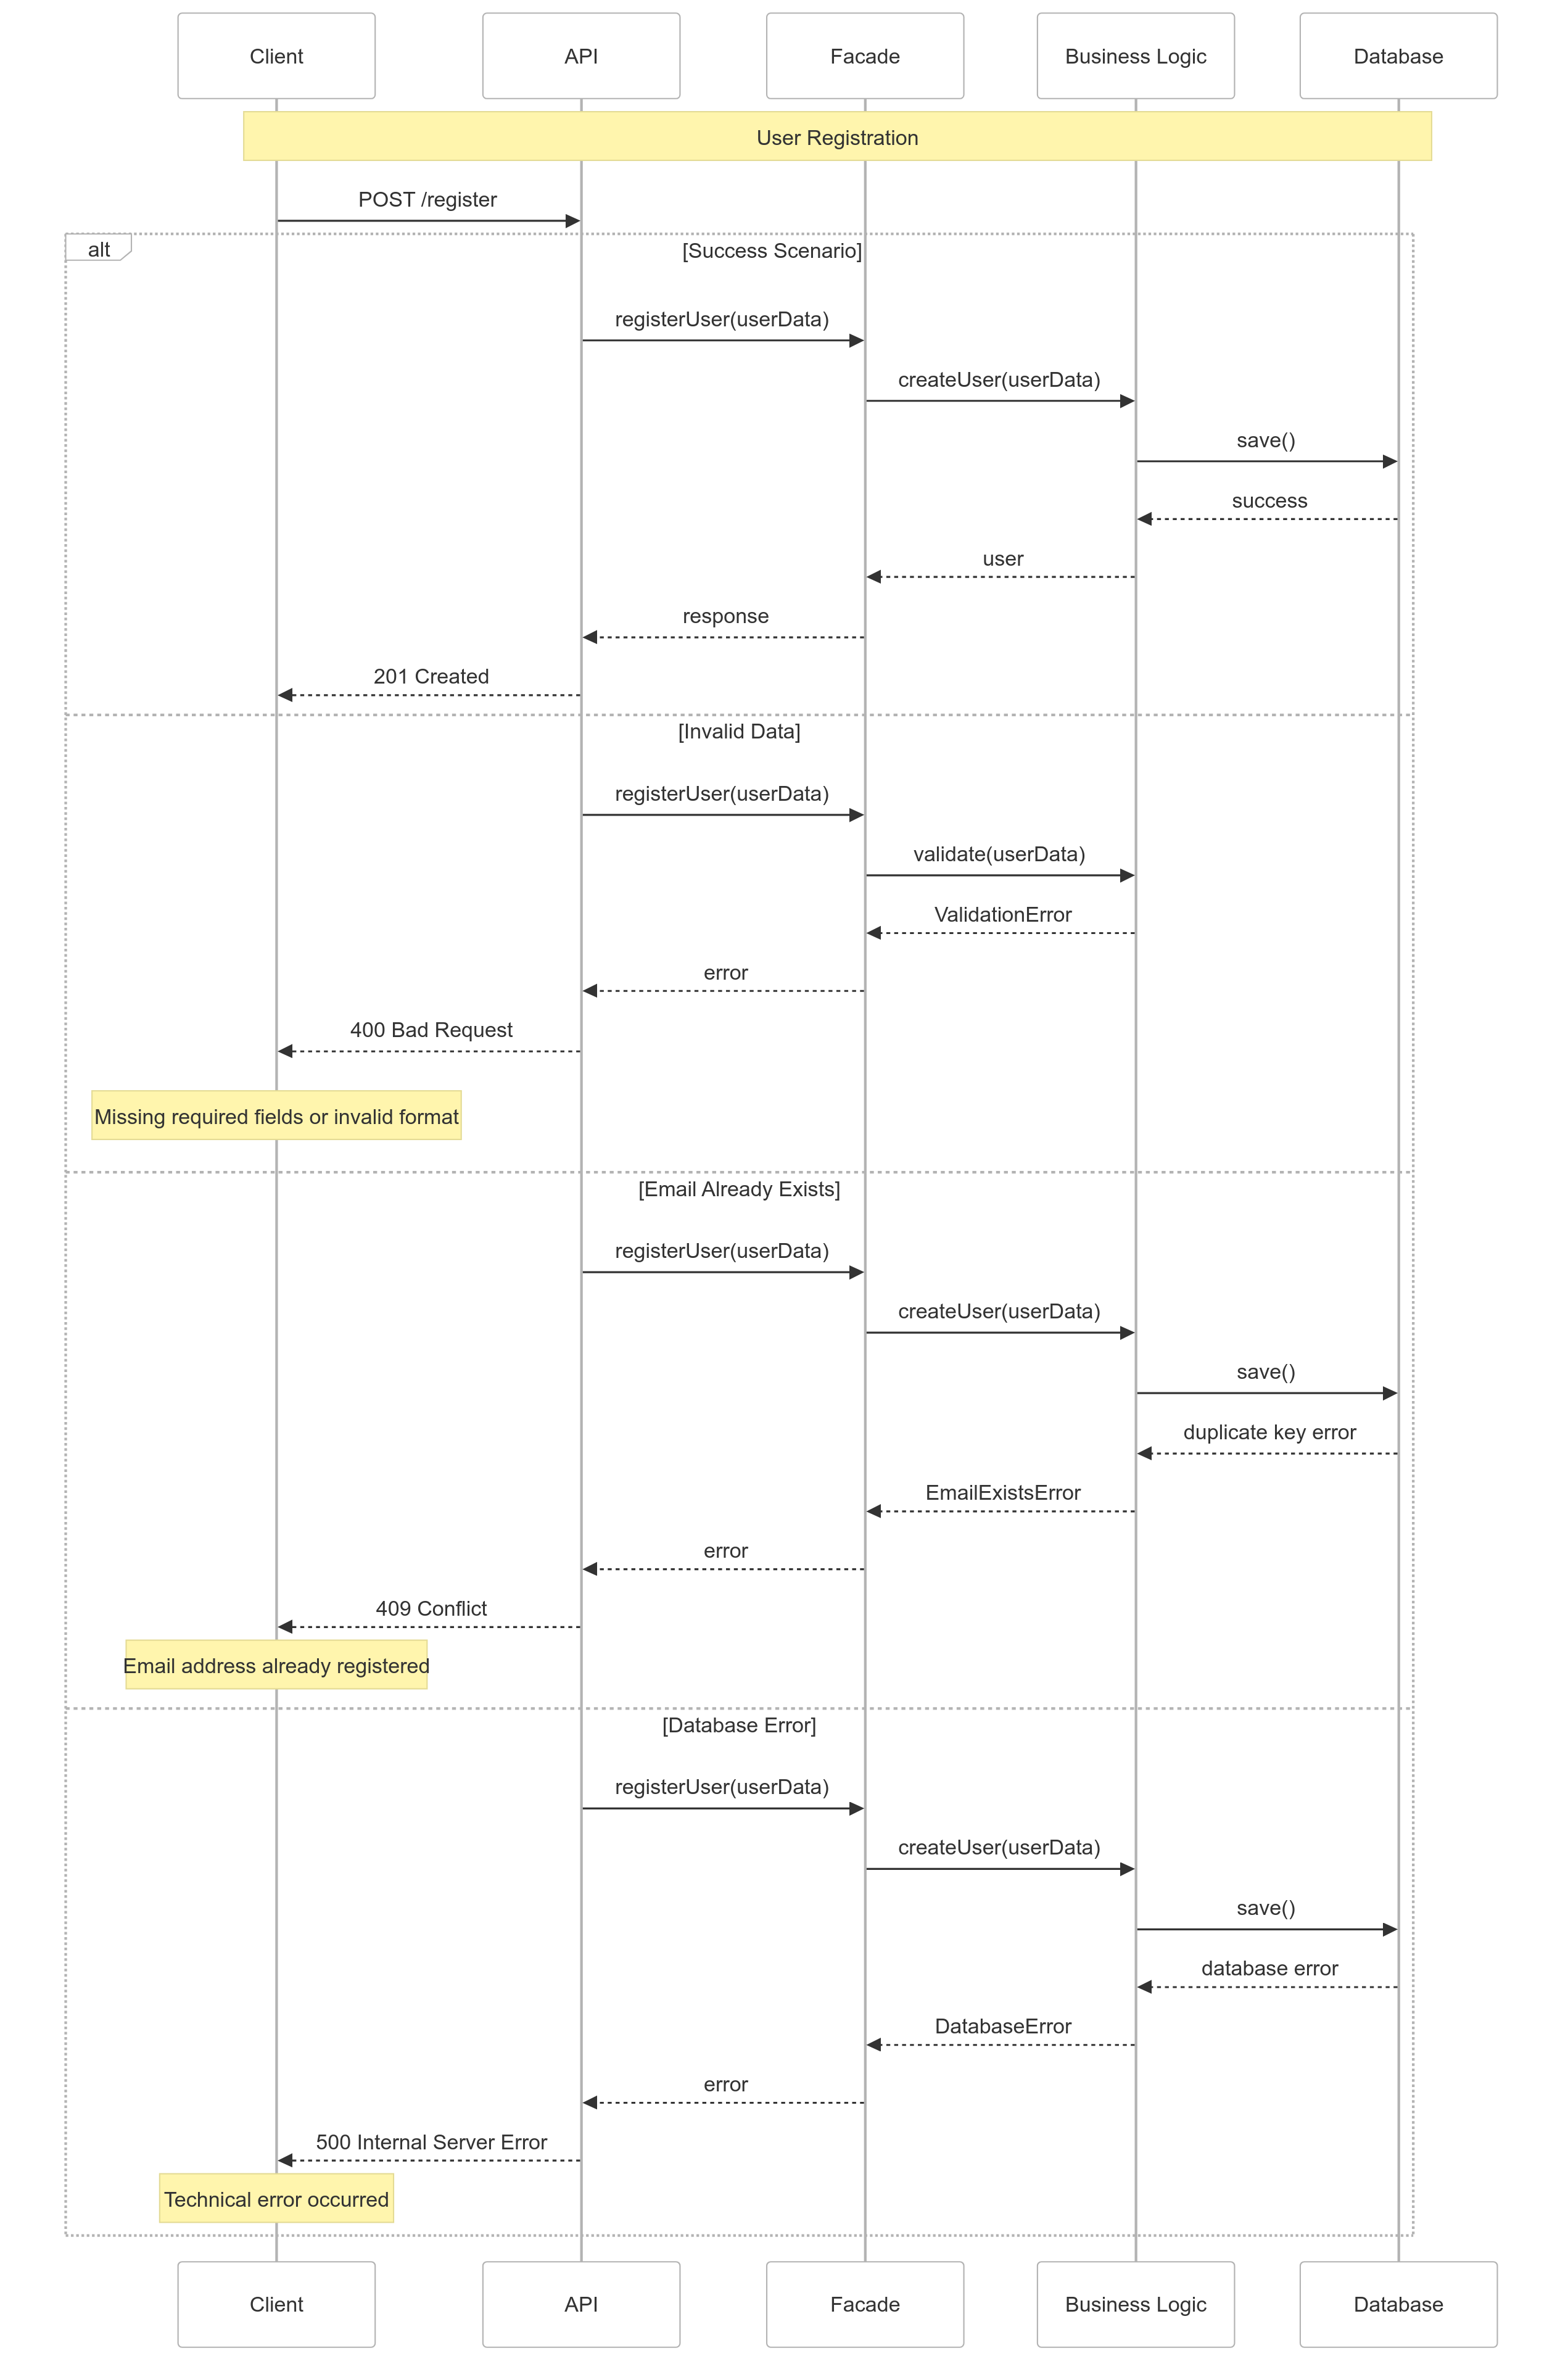 Client
API
Facade
Business Logic
Database
User Registration
POST /register
alt
[Success Scenario]
registerUser(userData)
createUser(userData)
save()
success
user
response
201 Created
[Invalid Data]
registerUser(userData)
validate(userData)
ValidationError
error
400 Bad Request
Missing required fields or invalid format
[Email Already Exists]
registerUser(userData)
createUser(userData)
save()
duplicate key error
EmailExistsError
error
409 Conflict
Email address already registered
[Database Error]
registerUser(userData)
createUser(userData)
save()
database error
DatabaseError
error
500 Internal Server Error
Technical error occurred
Client
API
Facade
Business Logic
Database